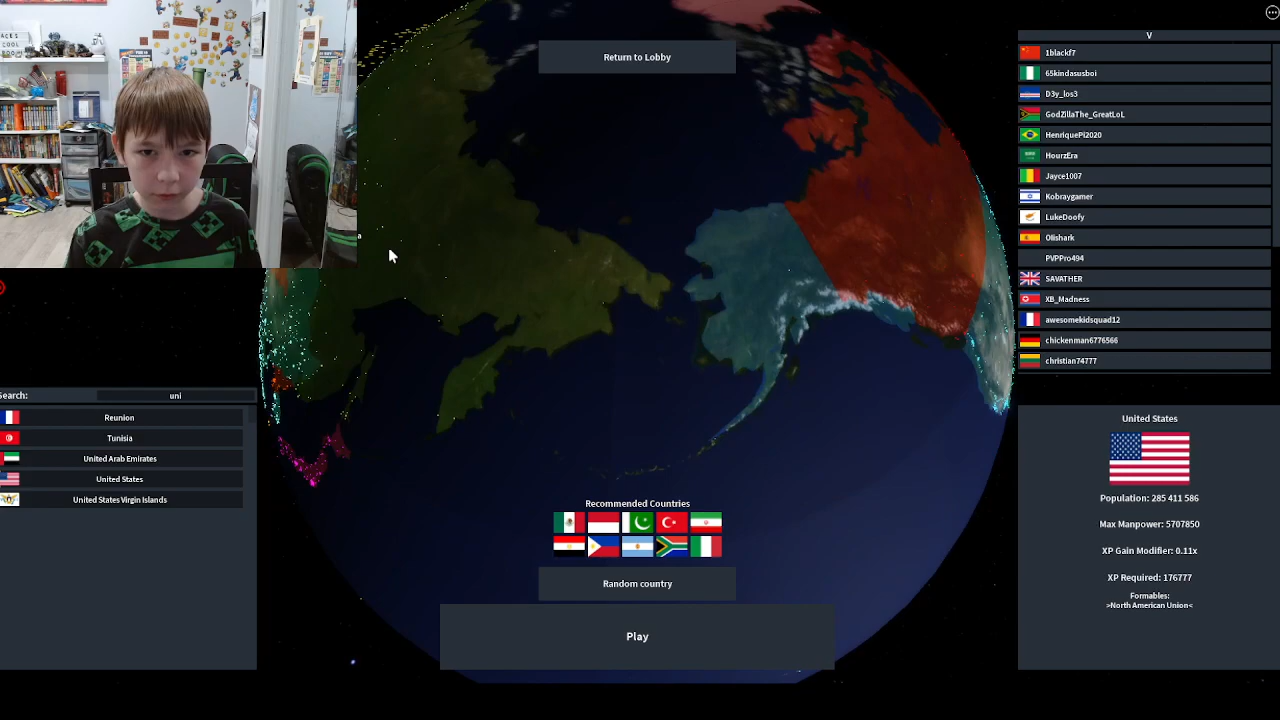 Return to Lobby
V
1blackf7
65kindasusboi
D3y_los3
GodZillaThe_GreatLoL
HenriquePi2020
HourzEra
Jayce1007
Kobraygamer
LukeDoofy
Olishark
PVPPro494
SAVATHER
XB_Madness
awesomekidsquad12
chickenman6776566
christian74777
Search:
uni
Reunion
Tunisia
United Arab Emirates
United States
United States Virgin Islands
Recommended Countries
Random country
Play
United States
Population: 285 411 586
Max Manpower: 5707850
XP Gain Modifier: 0.11x
XP Required: 176777
Formables:
>North American Union<